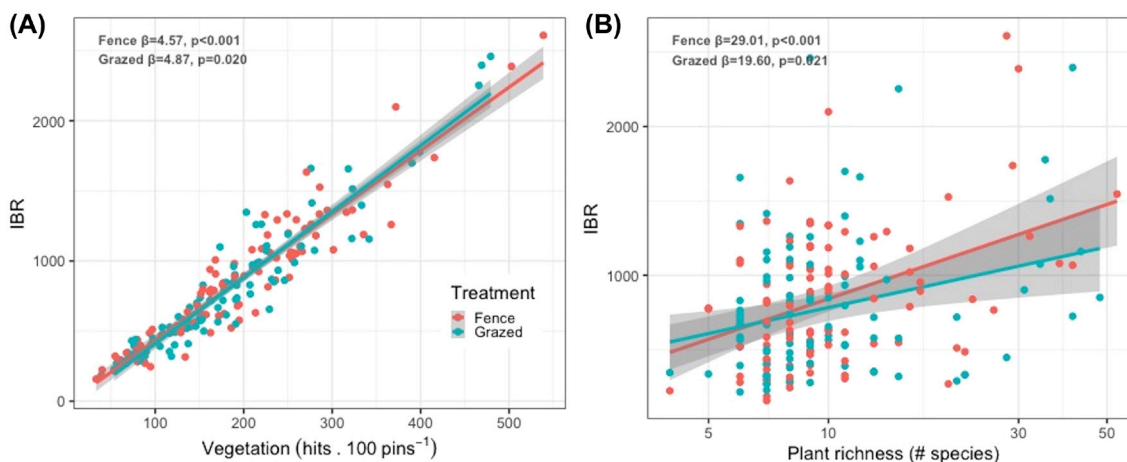 (A)
Fence β=4.57, p<0.001
Grazed β=4.87, p=0.020
IBR
2000
1000
0
100 200 300 400 500
Vegetation (hits . 100 pins⁻¹)
Treatment
Fence
Grazed
(B)
Fence β=29.01, p<0.001
Grazed β=19.60, p=0.021
IBR
2000
1000
5 10 30 50
Plant richness (# species)